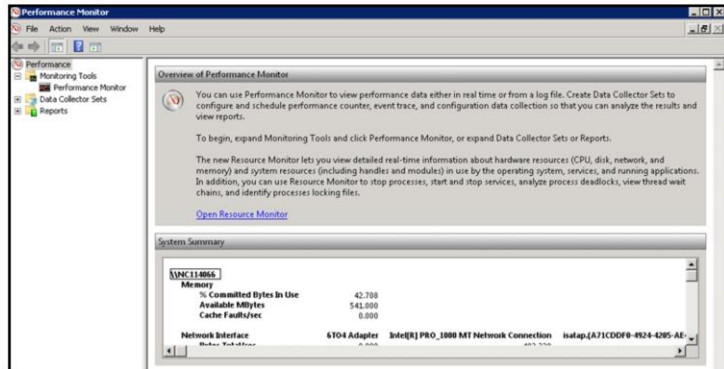 Performance Monitor
File Action View Window Help
Performance
Monitoring Tools
Performance Monitor
Data Collector Sets
Reports
Overview of Performance Monitor
You can use Performance Monitor to view performance data either in real time or from a log file. Create Data Collector Sets to
configure and schedule performance counter, event trace, and configuration data collection so that you can analyze the results and
view reports.
To begin, expand Monitoring Tools and click Performance Monitor, or expand Data Collector Sets or Reports.
The new Resource Monitor lets you view detailed real-time information about hardware resources (CPU, disk, network, and
memory) and system resources (including handles and modules) in use by the operating system, services, and running applications.
In addition, you can use Resource Monitor to stop processes, start and stop services, analyze process deadlocks, view thread wait
chains, and identify processes locking files.
Open Resource Monitor
System Summary
\\NC114066
Memory
% Committed Bytes In Use 42.708
Available MBytes 541.000
Cache Faults/sec 0.000
Network Interface 6TO4 Adapter Intel[R] PRO_1000 MT Network Connection isatap.{A71CDDF0-4924-4205-AE-